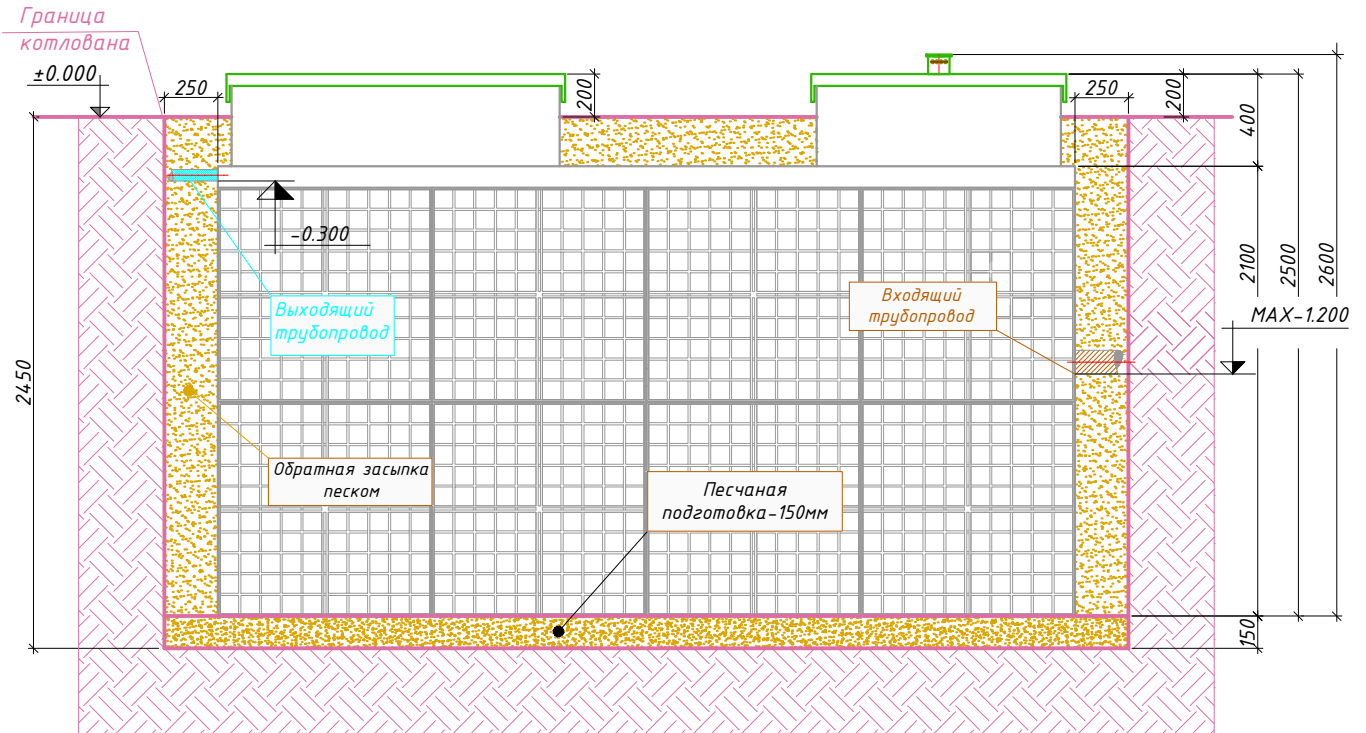 Граница
котлована
±0.000
250
200
250
200
400
-0.300
2100
2500
2600
Выходящий
трубопровод
Входящий
трубопровод
MAX-1.200
2450
Обратная засыпка
песком
Песчаная
подготовка-150мм
150